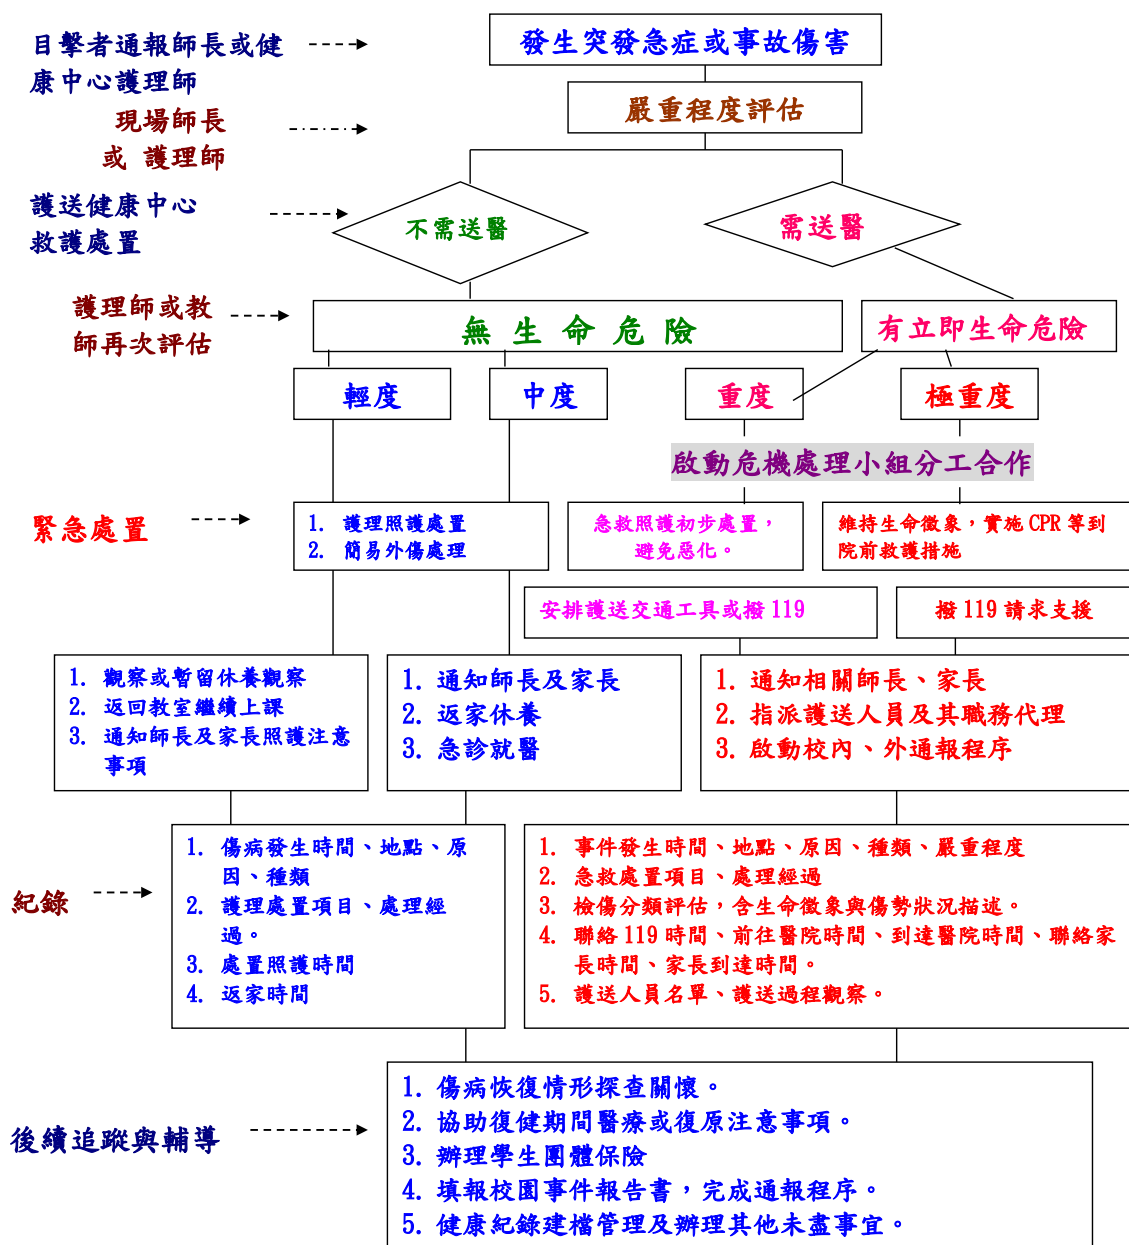 目擊者通報師長或健
康中心護理師
發生突發急症或事故傷害
現場師長
或 護理師
嚴重程度評估
護送健康中心
救護處置
不需送醫
需送醫
護理師或教
師再次評估
無 生 命 危 險
有立即生命危險
輕度
中度
重度
極重度
啟動危機處理小組分工合作
緊急處置
1. 護理照護處置
2. 簡易外傷處理
急救照護初步處置，
避免惡化。
維持生命徵象，實施 CPR 等到
院前救護措施
安排護送交通工具或撥 119
撥 119 請求支援
1. 觀察或暫留休養觀察
2. 返回教室繼續上課
3. 通知師長及家長照護注意
事項
1. 通知師長及家長
2. 返家休養
3. 急診就醫
1. 通知相關師長、家長
2. 指派護送人員及其職務代理
3. 啟動校內、外通報程序
紀錄
1. 傷病發生時間、地點、原
因、種類
2. 護理處置項目、處理經
過。
3. 處置照護時間
4. 返家時間
1. 事件發生時間、地點、原因、種類、嚴重程度
2. 急救處置項目、處理經過
3. 檢傷分類評估，含生命徵象與傷勢狀況描述。
4. 聯絡 119 時間、前往醫院時間、到達醫院時間、聯絡家
長時間、家長到達時間。
5. 護送人員名單、護送過程觀察。
後續追蹤與輔導
1. 傷病恢復情形探查關懷。
2. 協助復健期間醫療或復原注意事項。
3. 辦理學生團體保險
4. 填報校園事件報告書，完成通報程序。
5. 健康紀錄建檔管理及辦理其他未盡事宜。